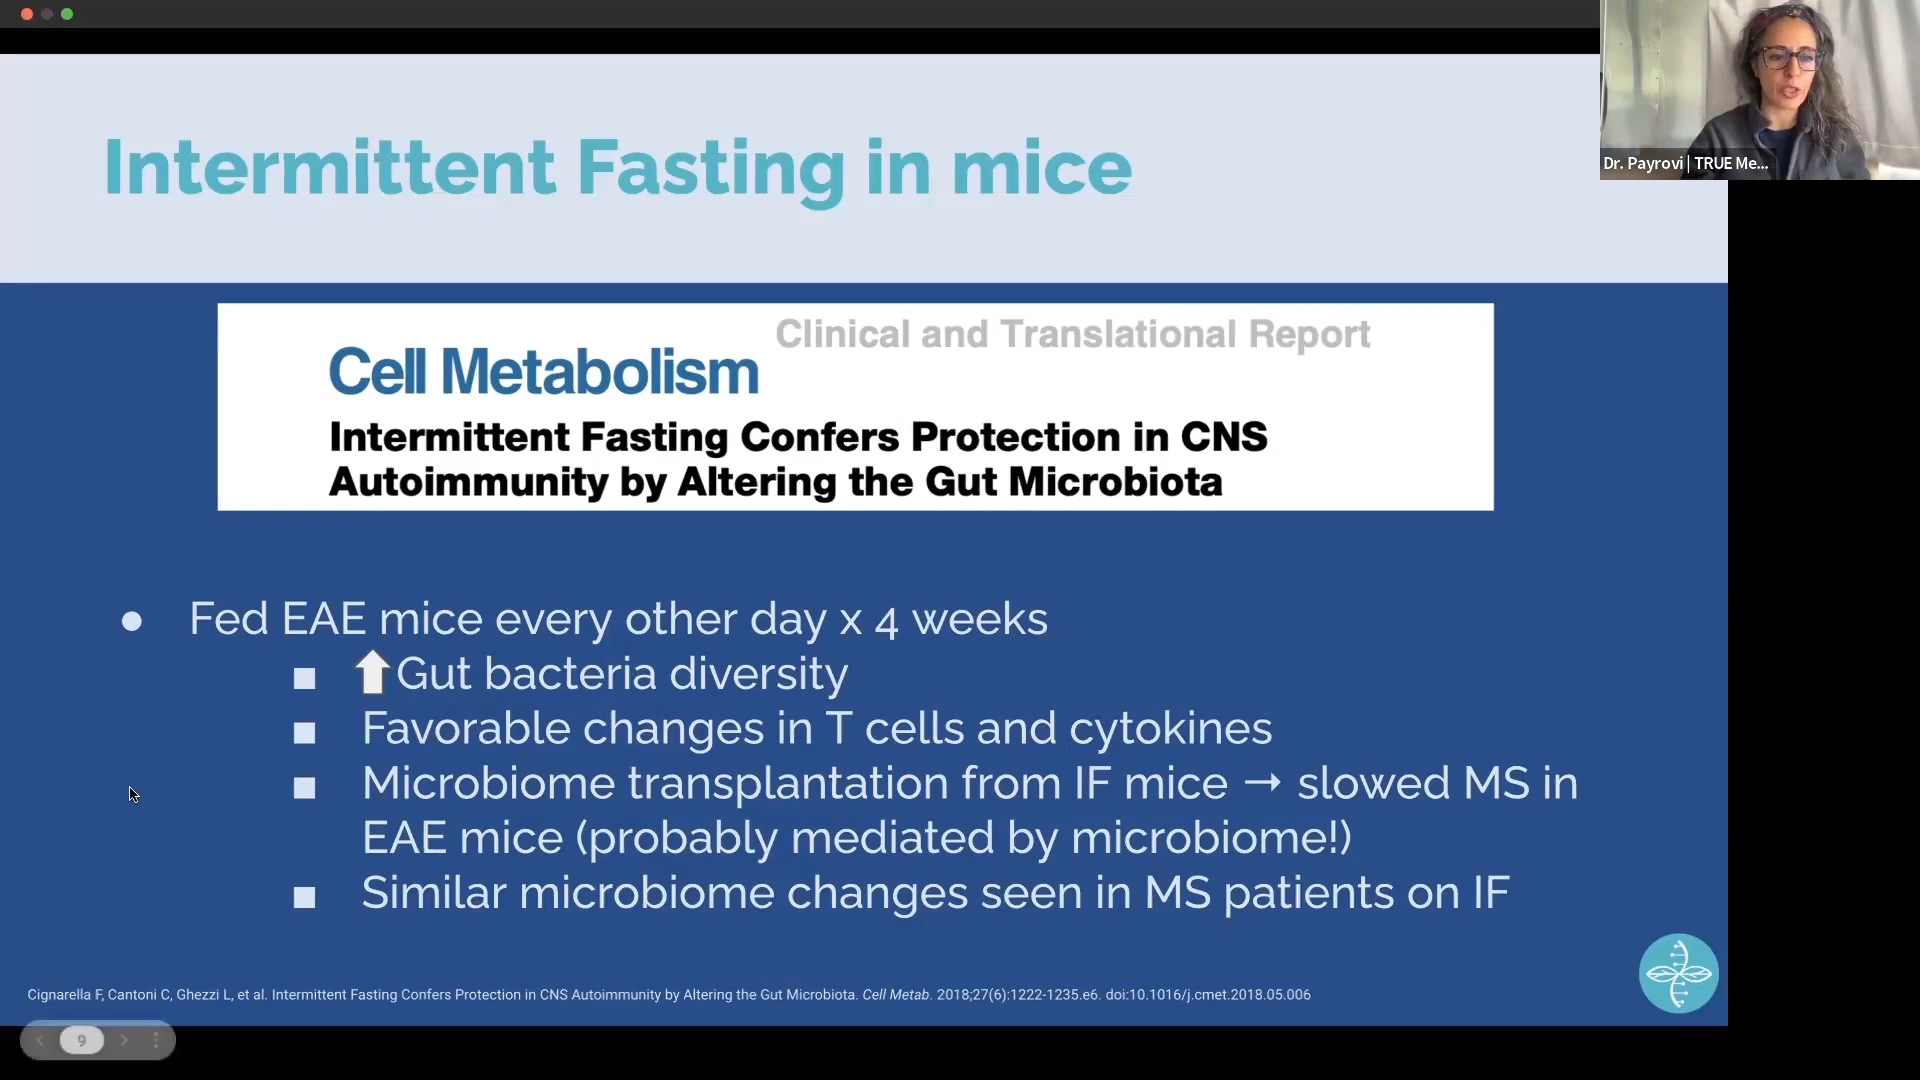 Dr. Payrovi | TRUE Me...
Intermittent Fasting in mice
Clinical and Translational Report
Cell Metabolism
Intermittent Fasting Confers Protection in CNS
Autoimmunity by Altering the Gut Microbiota
● Fed EAE mice every other day x 4 weeks
■ ⬆Gut bacteria diversity
■ Favorable changes in T cells and cytokines
■ Microbiome transplantation from IF mice → slowed MS in
EAE mice (probably mediated by microbiome!)
■ Similar microbiome changes seen in MS patients on IF
Cignarella F, Cantoni C, Ghezzi L, et al. Intermittent Fasting Confers Protection in CNS Autoimmunity by Altering the Gut Microbiota. Cell Metab. 2018;27(6):1222-1235.e6. doi:10.1016/j.cmet.2018.05.006
9